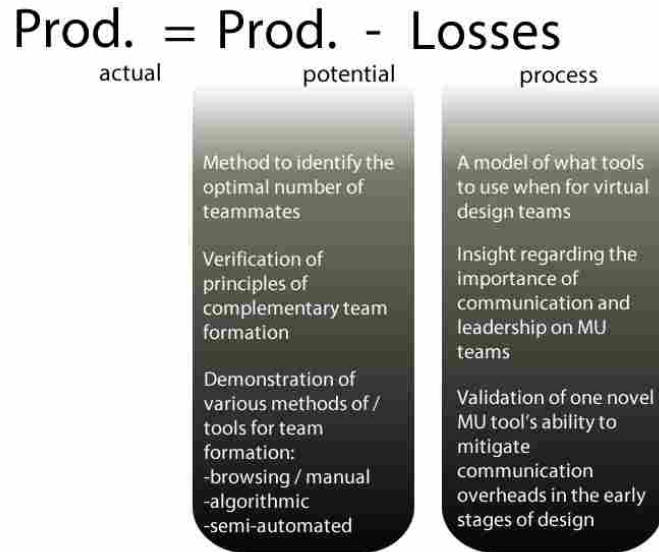 Prod. = Prod. - Losses
actual potential process
Method to identify the
optimal number of
teammates
Verification of
principles of
complementary team
formation
Demonstration of
various methods of /
tools for team
formation:
-browsing / manual
-algorithmic
-semi-automated
A model of what tools
to use when for virtual
design teams
Insight regarding the
importance of
communication and
leadership on MU
teams
Validation of one novel
MU tool's ability to
mitigate
communication
overheads in the early
stages of design